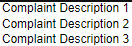 Complaint Description 1
Complaint Description 2
Complaint Description 3